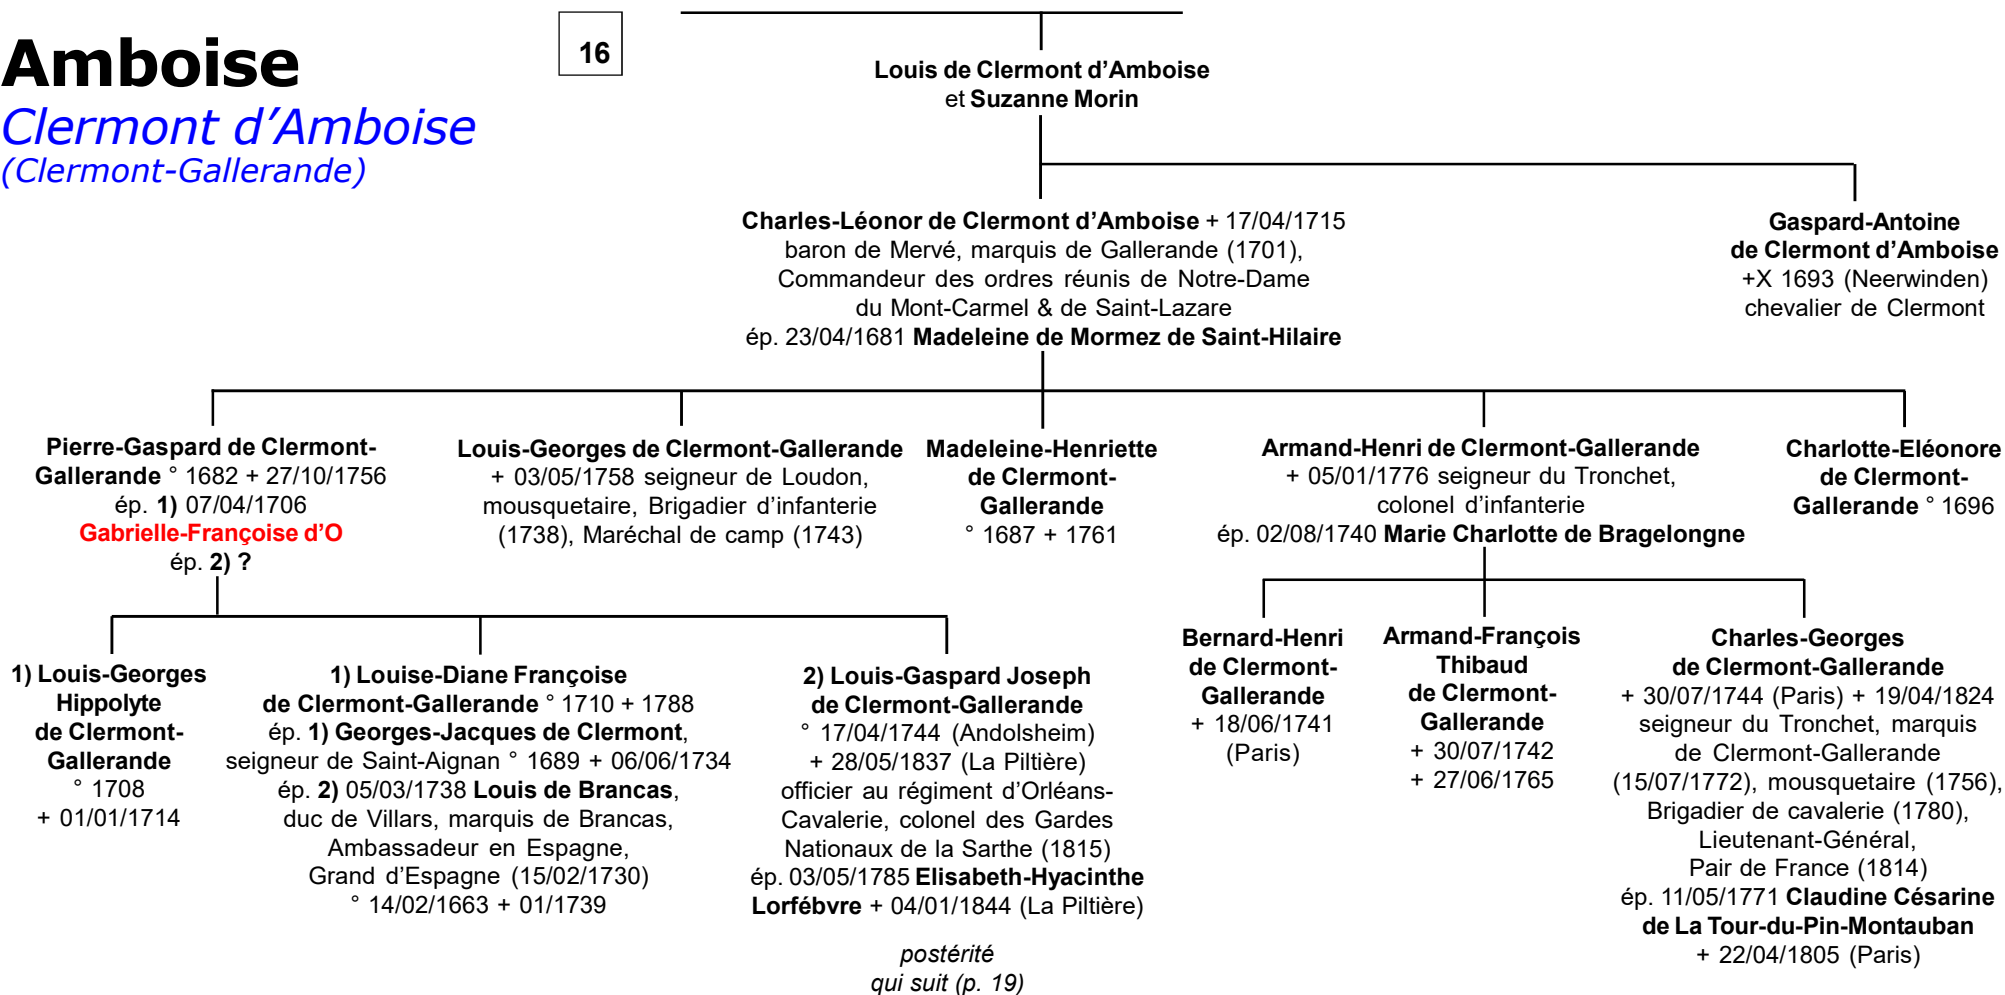 Amboise
Clermont d’Amboise
(Clermont-Gallerande)
16
Louis de Clermont d’Amboise
et Suzanne Morin
Charles-Léonor de Clermont d’Amboise + 17/04/1715
baron de Mervé, marquis de Gallerande (1701),
Commandeur des ordres réunis de Notre-Dame
du Mont-Carmel & de Saint-Lazare
ép. 23/04/1681 Madeleine de Mormez de Saint-Hilaire
Gaspard-Antoine
de Clermont d’Amboise
+X 1693 (Neerwinden)
chevalier de Clermont
Pierre-Gaspard de Clermont-
Gallerande ° 1682 + 27/10/1756
ép. 1) 07/04/1706
Gabrielle-Françoise d’O
ép. 2) ?
Louis-Georges de Clermont-Gallerande
+ 03/05/1758 seigneur de Loudon,
mousquetaire, Brigadier d’infanterie
(1738), Maréchal de camp (1743)
Madeleine-Henriette
de Clermont-
Gallerande
° 1687 + 1761
Armand-Henri de Clermont-Gallerande
+ 05/01/1776 seigneur du Tronchet,
colonel d’infanterie
ép. 02/08/1740 Marie Charlotte de Bragelongne
Charlotte-Eléonore
de Clermont-
Gallerande ° 1696
1) Louis-Georges
Hippolyte
de Clermont-
Gallerande
° 1708
+ 01/01/1714
1) Louise-Diane Françoise
de Clermont-Gallerande ° 1710 + 1788
ép. 1) Georges-Jacques de Clermont,
seigneur de Saint-Aignan ° 1689 + 06/06/1734
ép. 2) 05/03/1738 Louis de Brancas,
duc de Villars, marquis de Brancas,
Ambassadeur en Espagne,
Grand d’Espagne (15/02/1730)
° 14/02/1663 + 01/1739
2) Louis-Gaspard Joseph
de Clermont-Gallerande
° 17/04/1744 (Andolsheim)
+ 28/05/1837 (La Piltière)
officier au régiment d’Orléans-
Cavalerie, colonel des Gardes
Nationaux de la Sarthe (1815)
ép. 03/05/1785 Elisabeth-Hyacinthe
Lorfébvre + 04/01/1844 (La Piltière)
postérité
qui suit (p. 19)
Bernard-Henri
de Clermont-
Gallerande
+ 18/06/1741
(Paris)
Armand-François
Thibaud
de Clermont-
Gallerande
+ 30/07/1742
+ 27/06/1765
Charles-Georges
de Clermont-Gallerande
+ 30/07/1744 (Paris) + 19/04/1824
seigneur du Tronchet, marquis
de Clermont-Gallerande
(15/07/1772), mousquetaire (1756),
Brigadier de cavalerie (1780),
Lieutenant-Général,
Pair de France (1814)
ép. 11/05/1771 Claudine Césarine
de La Tour-du-Pin-Montauban
+ 22/04/1805 (Paris)